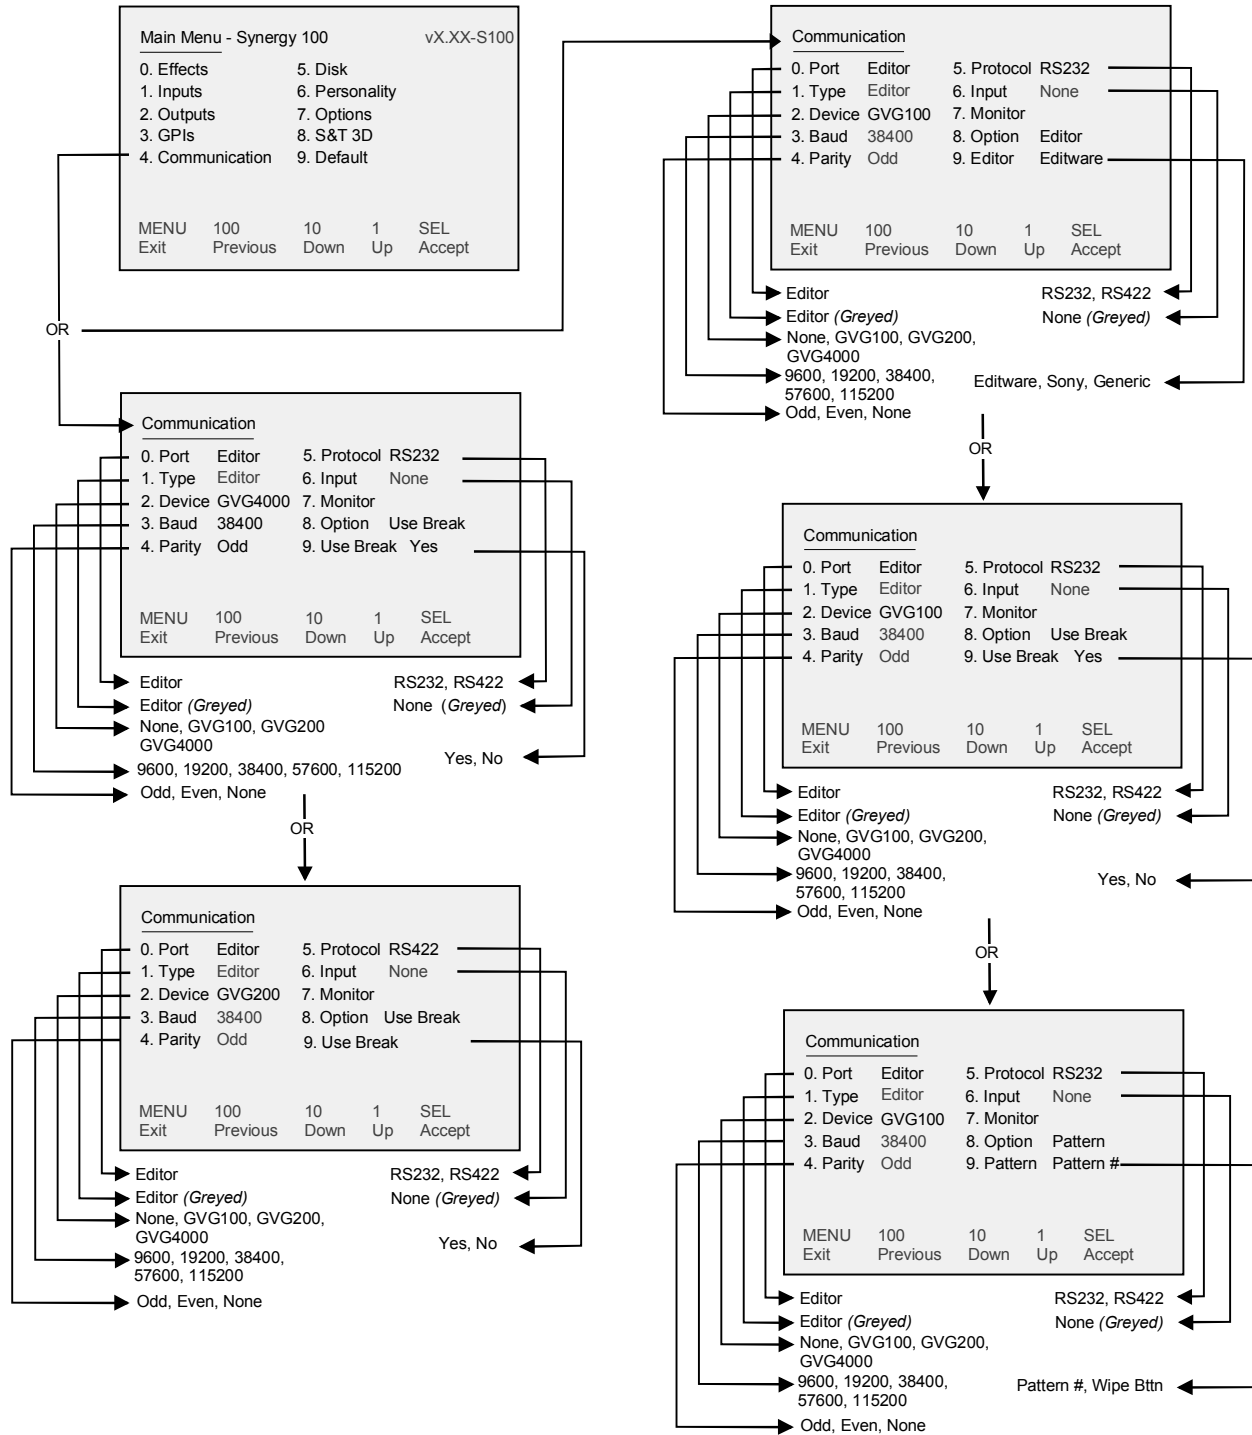 Main Menu - Synergy 100 vX.XX-S100
0. Effects 5. Disk
1. Inputs 6. Personality
2. Outputs 7. Options
3. GPIs 8. S&T 3D
4. Communication 9. Default
MENU 100 10 1 SEL
Exit Previous Down Up Accept
OR
Communication
0. Port Editor 5. Protocol RS232
1. Type Editor 6. Input None
2. Device GVG4000 7. Monitor
3. Baud 38400 8. Option Use Break
4. Parity Odd 9. Use Break Yes
MENU 100 10 1 SEL
Exit Previous Down Up Accept
Editor RS232, RS422
Editor (Greyed) None (Greyed)
None, GVG100, GVG200
GVG4000
Yes, No
9600, 19200, 38400, 57600, 115200
Odd, Even, None
OR
Communication
0. Port Editor 5. Protocol RS422
1. Type Editor 6. Input None
2. Device GVG200 7. Monitor
3. Baud 38400 8. Option Use Break
4. Parity Odd 9. Use Break
MENU 100 10 1 SEL
Exit Previous Down Up Accept
Editor RS232, RS422
Editor (Greyed) None (Greyed)
None, GVG100, GVG200,
GVG4000
Yes, No
9600, 19200, 38400,
57600, 115200
Odd, Even, None
Communication
0. Port Editor 5. Protocol RS232
1. Type Editor 6. Input None
2. Device GVG100 7. Monitor
3. Baud 38400 8. Option Editor
4. Parity Odd 9. Editor Editware
MENU 100 10 1 SEL
Exit Previous Down Up Accept
Editor RS232, RS422
Editor (Greyed) None (Greyed)
None, GVG100, GVG200,
GVG4000
9600, 19200, 38400,
57600, 115200
Editware, Sony, Generic
Odd, Even, None
OR
Communication
0. Port Editor 5. Protocol RS232
1. Type Editor 6. Input None
2. Device GVG100 7. Monitor
3. Baud 38400 8. Option Use Break
4. Parity Odd 9. Use Break Yes
MENU 100 10 1 SEL
Exit Previous Down Up Accept
Editor RS232, RS422
Editor (Greyed) None (Greyed)
None, GVG100, GVG200,
GVG4000
9600, 19200, 38400,
57600, 115200
Yes, No
Odd, Even, None
OR
Communication
0. Port Editor 5. Protocol RS232
1. Type Editor 6. Input None
2. Device GVG100 7. Monitor
3. Baud 38400 8. Option Pattern
4. Parity Odd 9. Pattern Pattern #
MENU 100 10 1 SEL
Exit Previous Down Up Accept
Editor RS232, RS422
Editor (Greyed) None (Greyed)
None, GVG100, GVG200,
GVG4000
9600, 19200, 38400,
57600, 115200
Pattern #, Wipe Bttn
Odd, Even, None